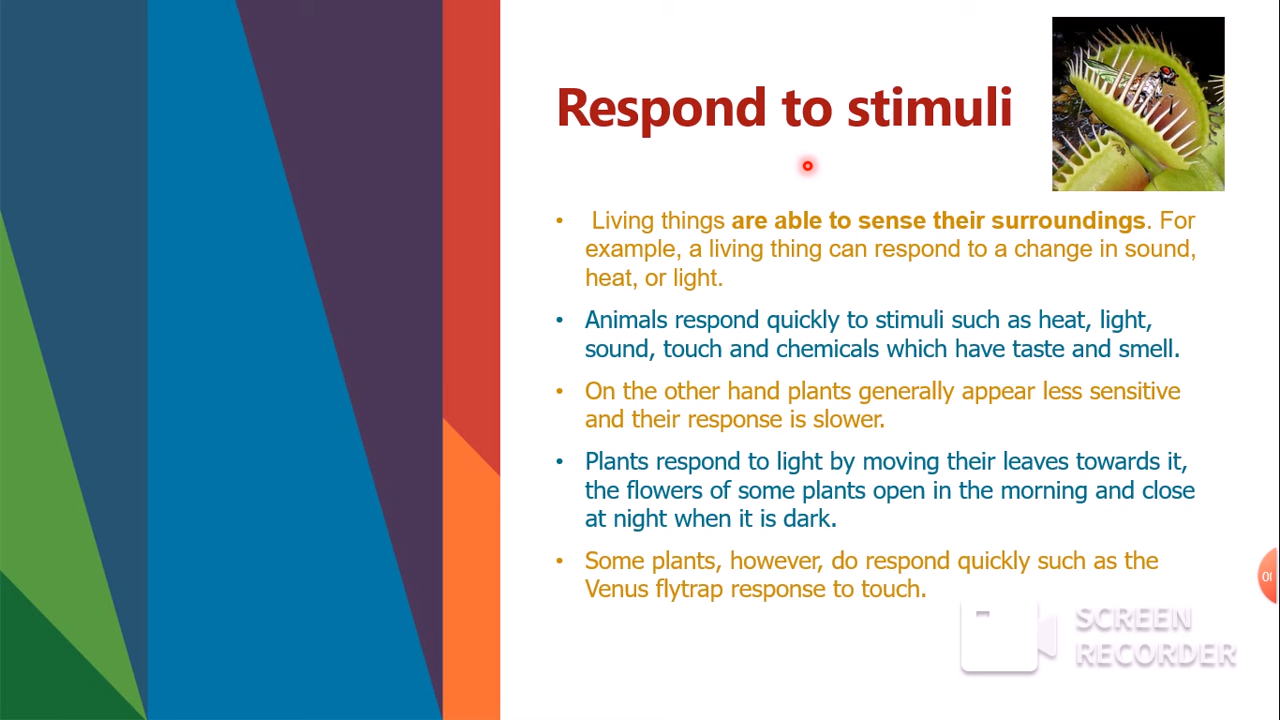 Respond to stimuli
• Living things are able to sense their surroundings. For
example, a living thing can respond to a change in sound,
heat, or light.
• Animals respond quickly to stimuli such as heat, light,
sound, touch and chemicals which have taste and smell.
• On the other hand plants generally appear less sensitive
and their response is slower.
• Plants respond to light by moving their leaves towards it,
the flowers of some plants open in the morning and close
at night when it is dark.
• Some plants, however, do respond quickly such as the
Venus flytrap response to touch.
SCREEN
RECORDER